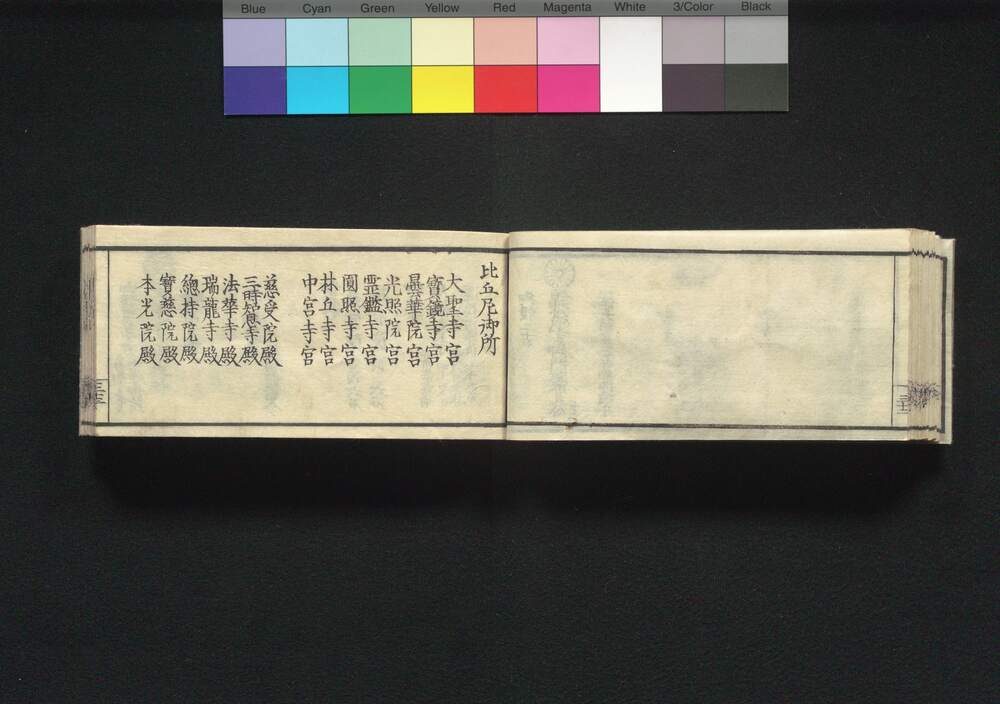 Blue Cyan Green Yellow Red Magenta White 3/Color Black
比丘尼御所
大聖寺宮
寳鏡寺宮
曇華院宮
光照院宮
霊鑑寺宮
圓照寺宮
林丘寺宮
中宮寺宮
慈受院殿
三時知恩寺殿
法華寺殿
瑞龍寺殿
總持院殿
寳慈院殿
本光院殿